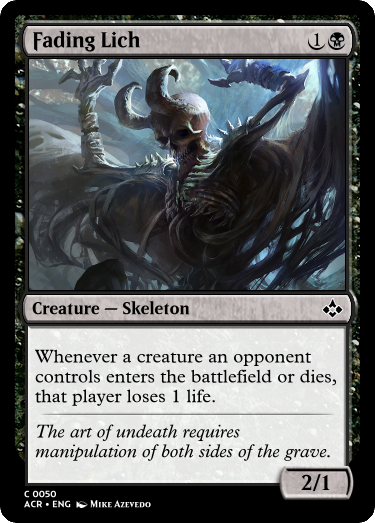 Fading Lich 1
Creature — Skeleton
Whenever a creature an opponent
controls enters the battlefield or dies,
that player loses 1 life.
The art of undeath requires
manipulation of both sides of the grave.
2/1
C 0050
ACR • ENG Mike Azevedo